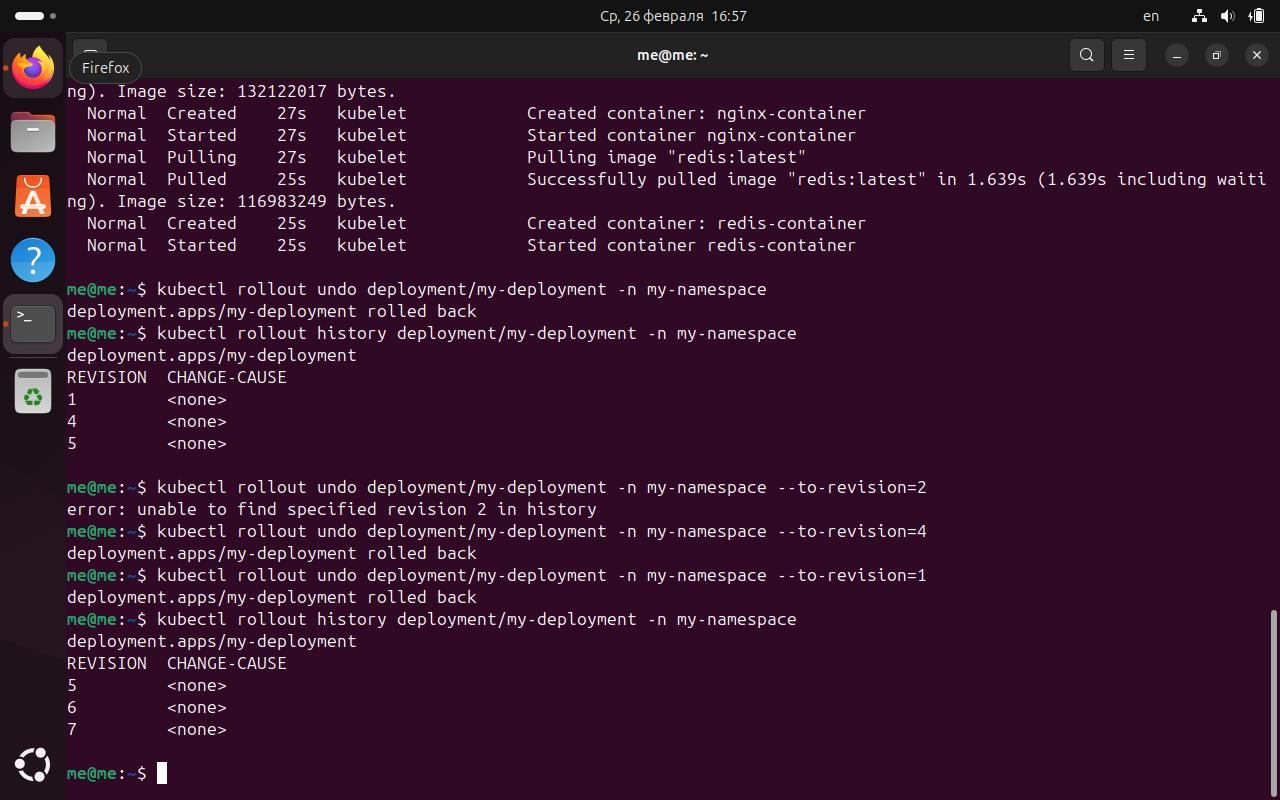 Ср, 26 февраля 16:57
en
me@me: ~
Firefox
ng). Image size: 132122017 bytes.
Normal Created 27s kubelet Created container: nginx-container
Normal Started 27s kubelet Started container nginx-container
Normal Pulling 27s kubelet Pulling image "redis:latest"
Normal Pulled 25s kubelet Successfully pulled image "redis:latest" in 1.639s (1.639s including waiti
ng). Image size: 116983249 bytes.
Normal Created 25s kubelet Created container: redis-container
Normal Started 25s kubelet Started container redis-container
me@me:~$ kubectl rollout undo deployment/my-deployment -n my-namespace
deployment.apps/my-deployment rolled back
me@me:~$ kubectl rollout history deployment/my-deployment -n my-namespace
deployment.apps/my-deployment
REVISION CHANGE-CAUSE
1 <none>
4 <none>
5 <none>
me@me:~$ kubectl rollout undo deployment/my-deployment -n my-namespace --to-revision=2
error: unable to find specified revision 2 in history
me@me:~$ kubectl rollout undo deployment/my-deployment -n my-namespace --to-revision=4
deployment.apps/my-deployment rolled back
me@me:~$ kubectl rollout undo deployment/my-deployment -n my-namespace --to-revision=1
deployment.apps/my-deployment rolled back
me@me:~$ kubectl rollout history deployment/my-deployment -n my-namespace
deployment.apps/my-deployment
REVISION CHANGE-CAUSE
5 <none>
6 <none>
7 <none>
me@me:~$